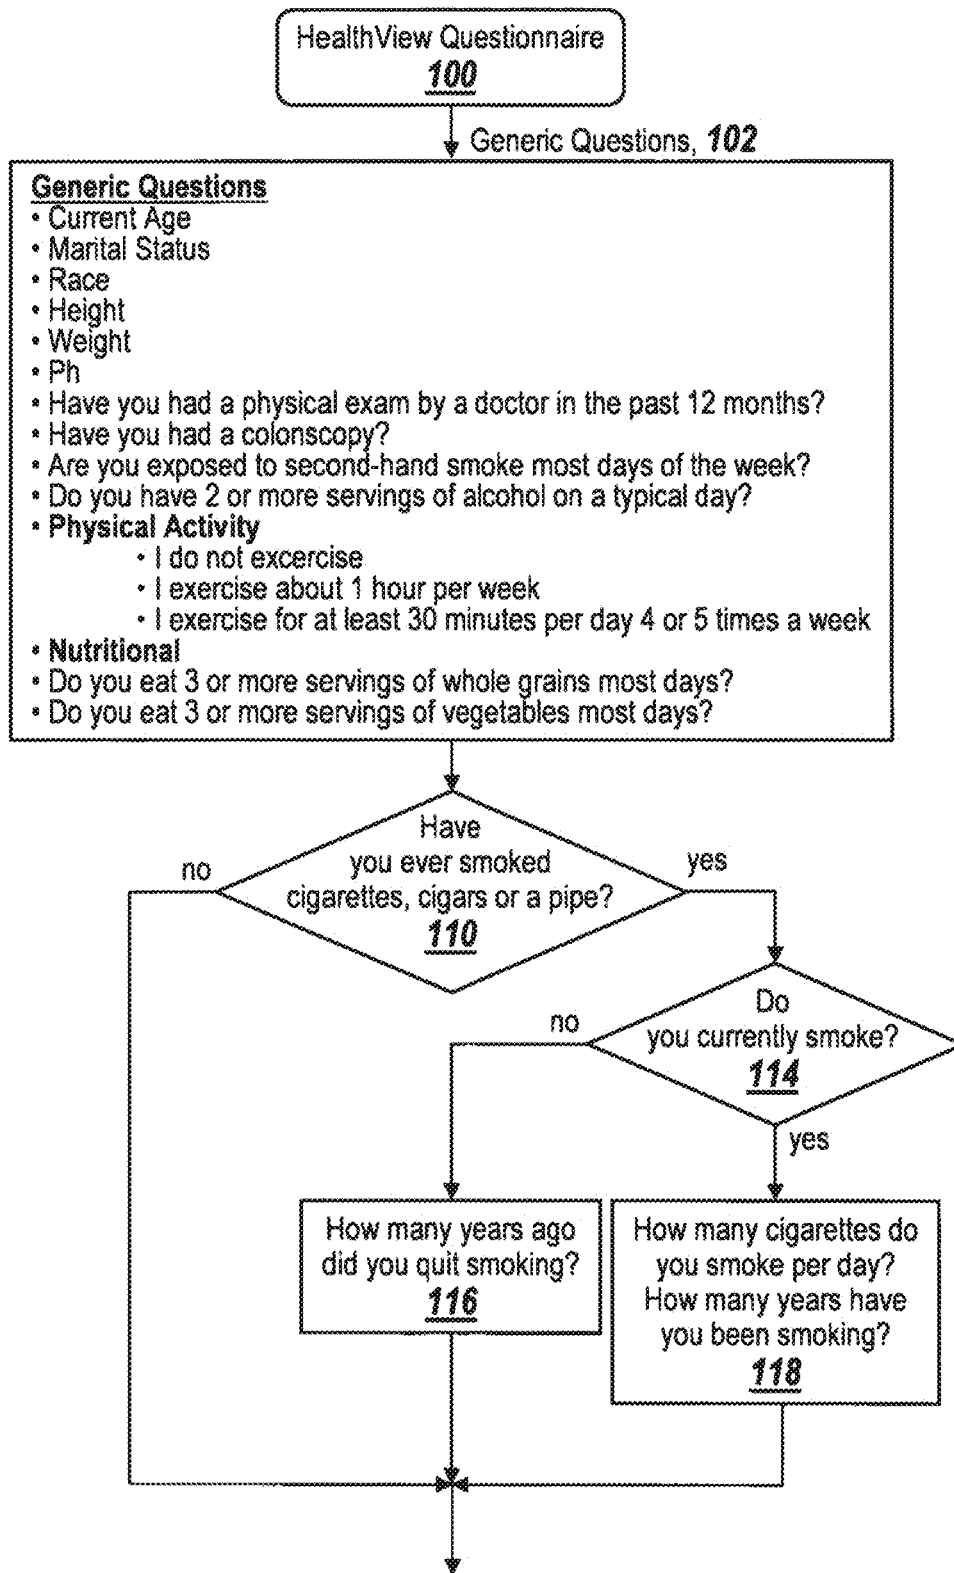 HealthView Questionnaire
100
Generic Questions, 102
Generic Questions
• Current Age
• Marital Status
• Race
• Height
• Weight
• Ph
• Have you had a physical exam by a doctor in the past 12 months?
• Have you had a colonscopy?
• Are you exposed to second-hand smoke most days of the week?
• Do you have 2 or more servings of alcohol on a typical day?
• Physical Activity
• I do not excercise
• I exercise about 1 hour per week
• I exercise for at least 30 minutes per day 4 or 5 times a week
• Nutritional
• Do you eat 3 or more servings of whole grains most days?
• Do you eat 3 or more servings of vegetables most days?
Have
you ever smoked
cigarettes, cigars or a pipe?
110
no
yes
Do
you currently smoke?
114
no
yes
How many years ago
did you quit smoking?
116
How many cigarettes do
you smoke per day?
How many years have
you been smoking?
118